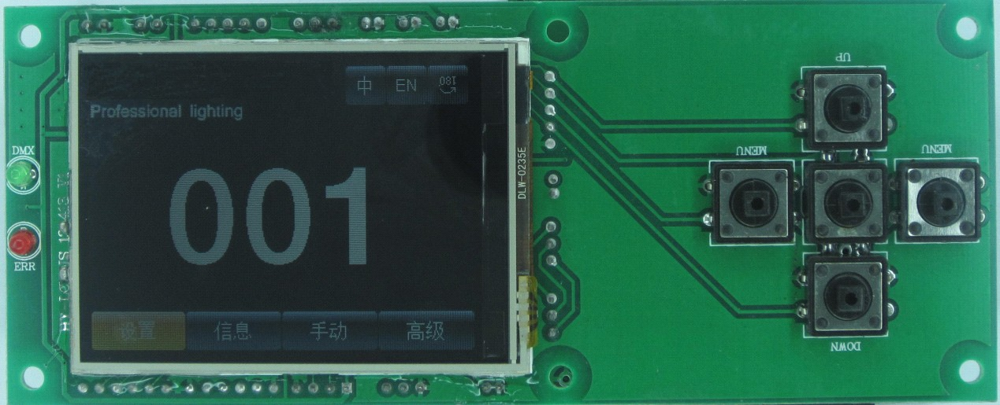 中 EN 180
Professional lighting
001
设置 信息 手动 高级
DMX
ERR
DLW-0235E
UP
MENU
MENU
DOWN